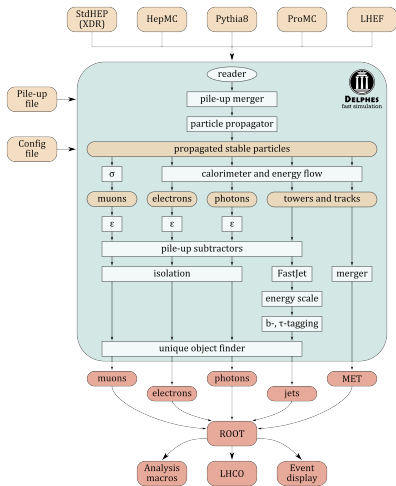 StdHEP
(XDR)
HepMC
Pythia8
ProMC
LHEF
reader
DELPHES
fast simulation
Pile-up
file
pile-up merger
particle propagator
Config
file
propagated stable particles
σ
calorimeter and energy flow
muons
electrons
photons
towers and tracks
ε
ε
ε
pile-up subtractors
isolation
FastJet
merger
energy scale
b-, τ-tagging
unique object finder
muons
electrons
photons
jets
MET
ROOT
Analysis
macros
LHCO
Event
display